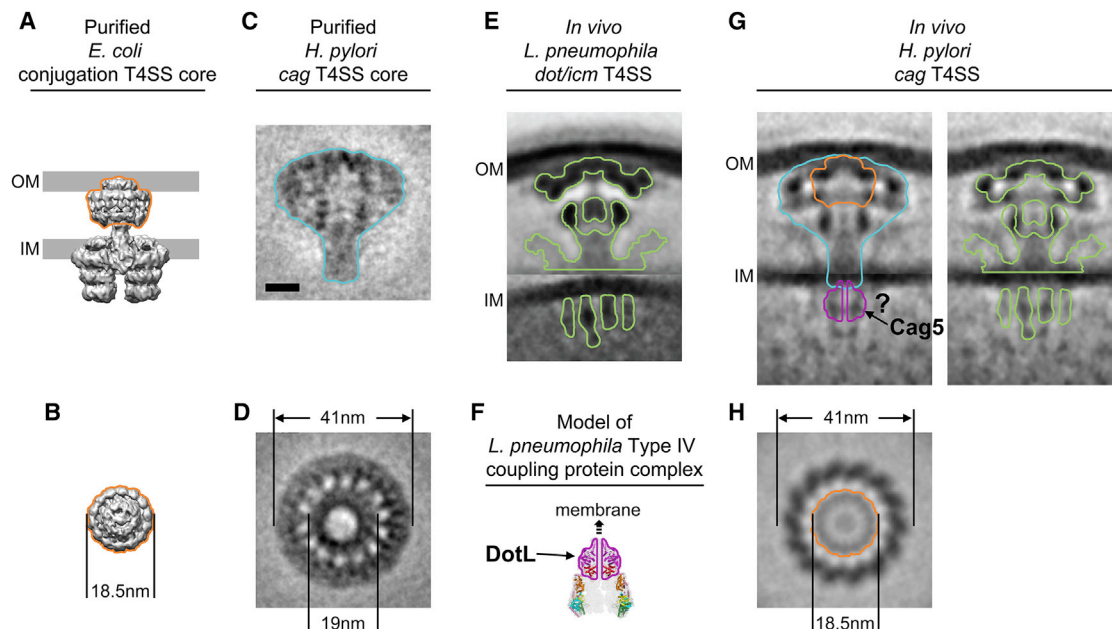 A
Purified
E. coli
conjugation T4SS core
OM
IM
C
Purified
H. pylori
cag T4SS core
E
In vivo
L. pneumophila
dot/icm T4SS
OM
IM
G
In vivo
H. pylori
cag T4SS
OM
IM
?
Cag5
B
18.5nm
D
41nm
19nm
F
Model of
L. pneumophila Type IV
coupling protein complex
membrane
DotL
H
41nm
18.5nm